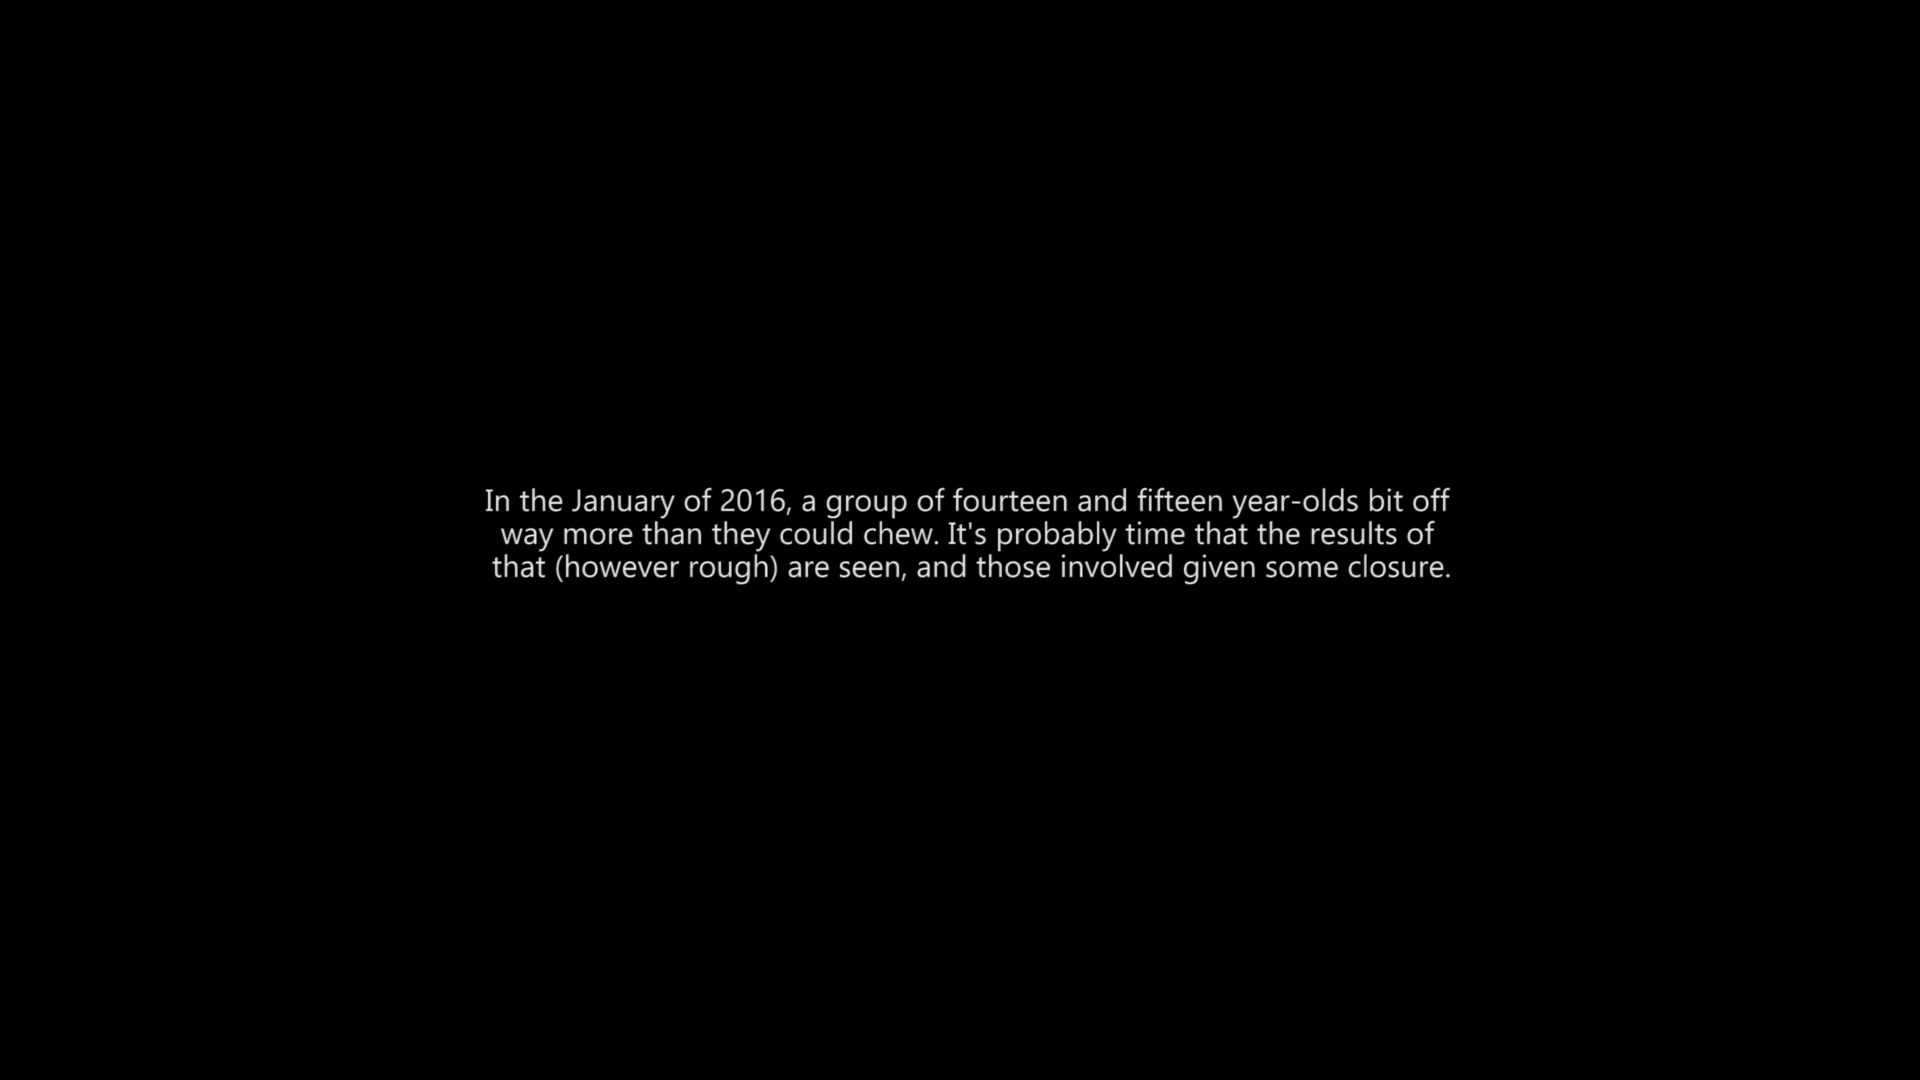 In the January of 2016, a group of fourteen and fifteen year-olds bit off
way more than they could chew. It's probably time that the results of
that (however rough) are seen, and those involved given some closure.